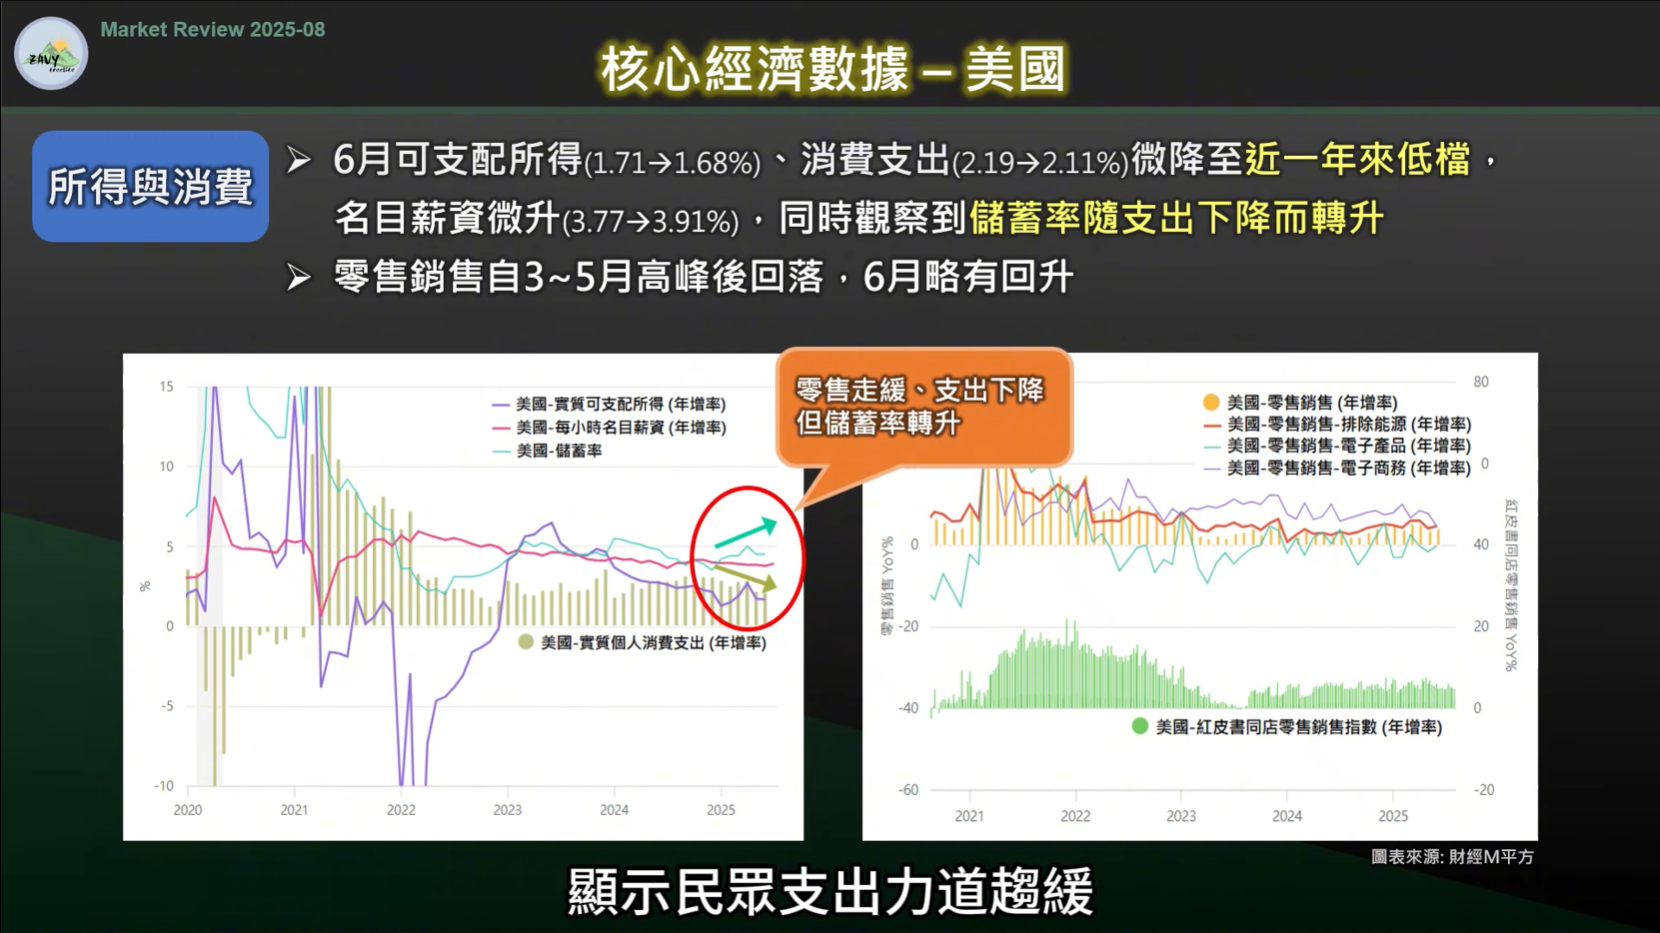 ZAVY
freelife
Market Review 2025-08
核心經濟數據 – 美國
所得與消費
➢ 6月可支配所得(1.71→1.68%)、消費支出(2.19→2.11%)微降至近一年來低檔，
名目薪資微升(3.77→3.91%)，同時觀察到儲蓄率隨支出下降而轉升
➢ 零售銷售自3~5月高峰後回落，6月略有回升
零售走緩、支出下降
但儲蓄率轉升
15
10
5
0
-5
-10
%
美國-實質可支配所得 (年增率)
美國-每小時名目薪資 (年增率)
美國-儲蓄率
美國-實質個人消費支出 (年增率)
2020 2021 2022 2023 2024 2025
美國-零售銷售 (年增率)
美國-零售銷售-排除能源 (年增率)
美國-零售銷售-電子產品 (年增率)
美國-零售銷售-電子商務 (年增率)
零售銷售 YoY%
0
-20
-40
-60
80
0
40
20
0
-20
紅皮書同店零售銷售 YoY%
美國-紅皮書同店零售銷售指數 (年增率)
2021 2022 2023 2024 2025
圖表來源: 財經M平方
顯示民眾支出力道趨緩